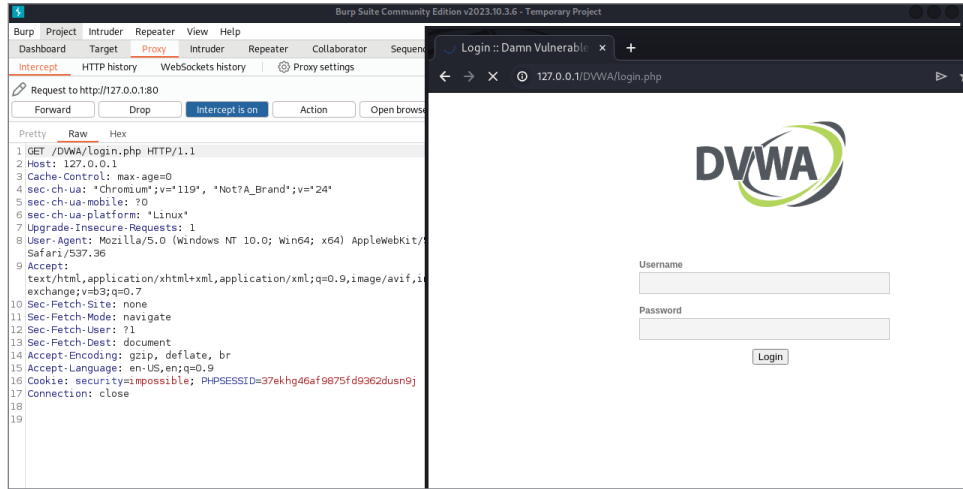 Burp Suite Community Edition v2023.10.3.6 - Temporary Project
Burp Project Intruder Repeater View Help
Dashboard Target Proxy Intruder Repeater Collaborator Sequenc
Intercept HTTP history WebSockets history Proxy settings
Request to http://127.0.0.1:80
Forward Drop Intercept is on Action Open browse
Pretty Raw Hex
1 GET /DVWA/login.php HTTP/1.1
2 Host: 127.0.0.1
3 Cache-Control: max-age=0
4 sec-ch-ua: "Chromium";v="119", "Not?A_Brand";v="24"
5 sec-ch-ua-mobile: ?0
6 sec-ch-ua-platform: "Linux"
7 Upgrade-Insecure-Requests: 1
8 User-Agent: Mozilla/5.0 (Windows NT 10.0; Win64; x64) AppleWebKit/5
Safari/537.36
9 Accept:
text/html,application/xhtml+xml,application/xml;q=0.9,image/avif,i
exchange;v=b3;q=0.7
10 Sec-Fetch-Site: none
11 Sec-Fetch-Mode: navigate
12 Sec-Fetch-User: ?1
13 Sec-Fetch-Dest: document
14 Accept-Encoding: gzip, deflate, br
15 Accept-Language: en-US,en;q=0.9
16 Cookie: security=impossible; PHPSESSID=37ekhg46af9875fd9362dusn9j
17 Connection: close
18
19
Login :: Damn Vulnerable
127.0.0.1/DVWA/login.php
DVWA
Username
Password
Login